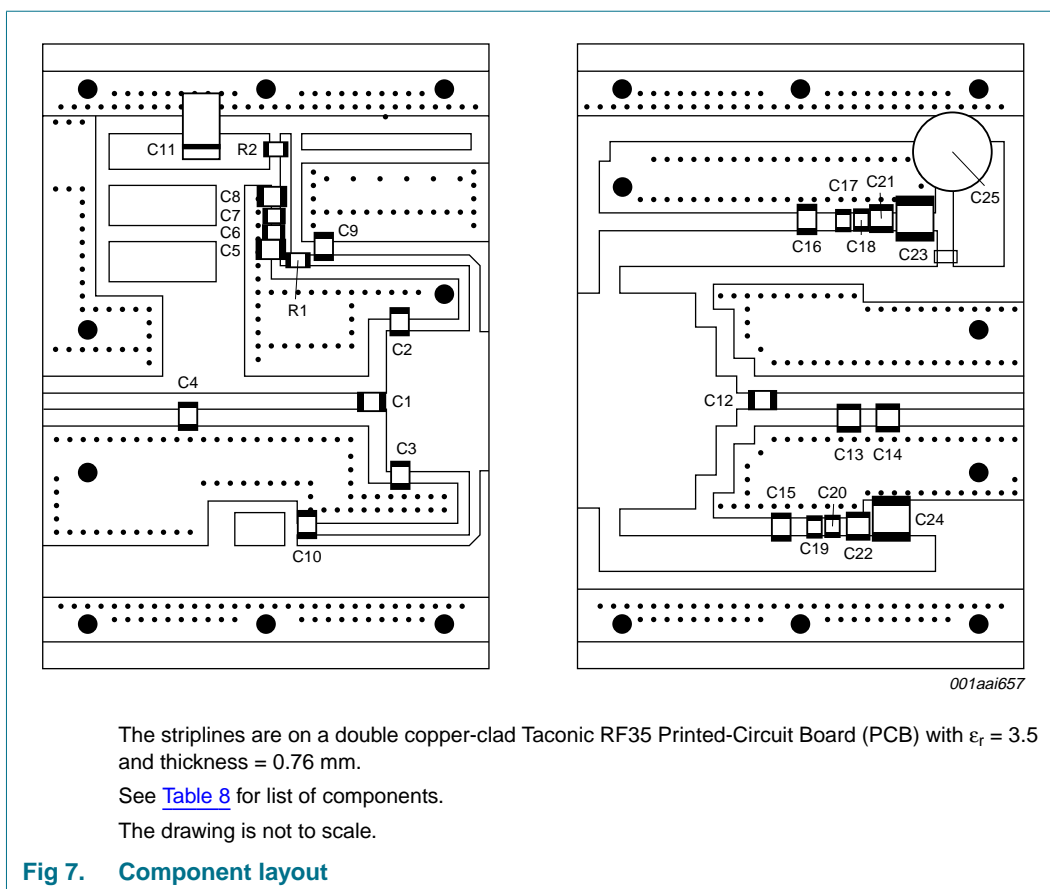 C11
R2
C8
C7
C6
C5
C9
R1
C2
C4
C1
C3
C10
C17
C21
C25
C16
C18
C23
C12
C13
C14
C15
C20
C24
C19
C22
001aai657
The striplines are on a double copper-clad Taconic RF35 Printed-Circuit Board (PCB) with εr = 3.5
and thickness = 0.76 mm.
See Table 8 for list of components.
The drawing is not to scale.
Fig 7. Component layout